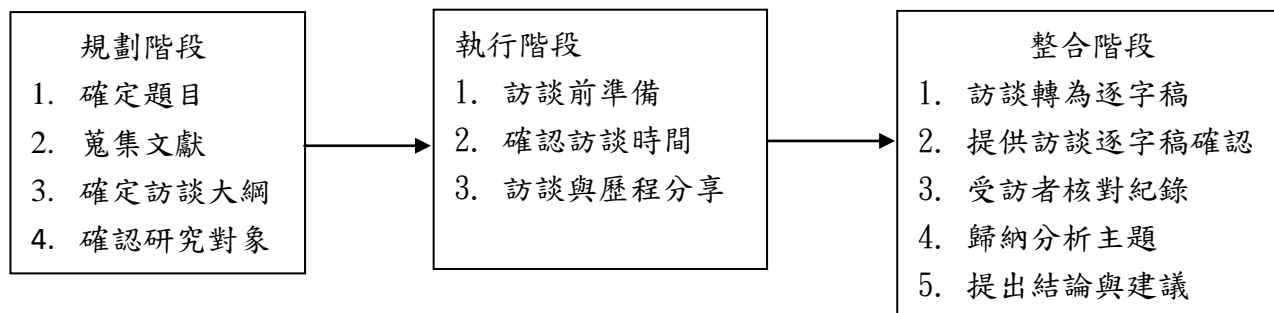 規劃階段
1. 確定題目
2. 蒐集文獻
3. 確定訪談大綱
4. 確認研究對象
執行階段
1. 訪談前準備
2. 確認訪談時間
3. 訪談與歷程分享
整合階段
1. 訪談轉為逐字稿
2. 提供訪談逐字稿確認
3. 受訪者核對紀錄
4. 歸納分析主題
5. 提出結論與建議